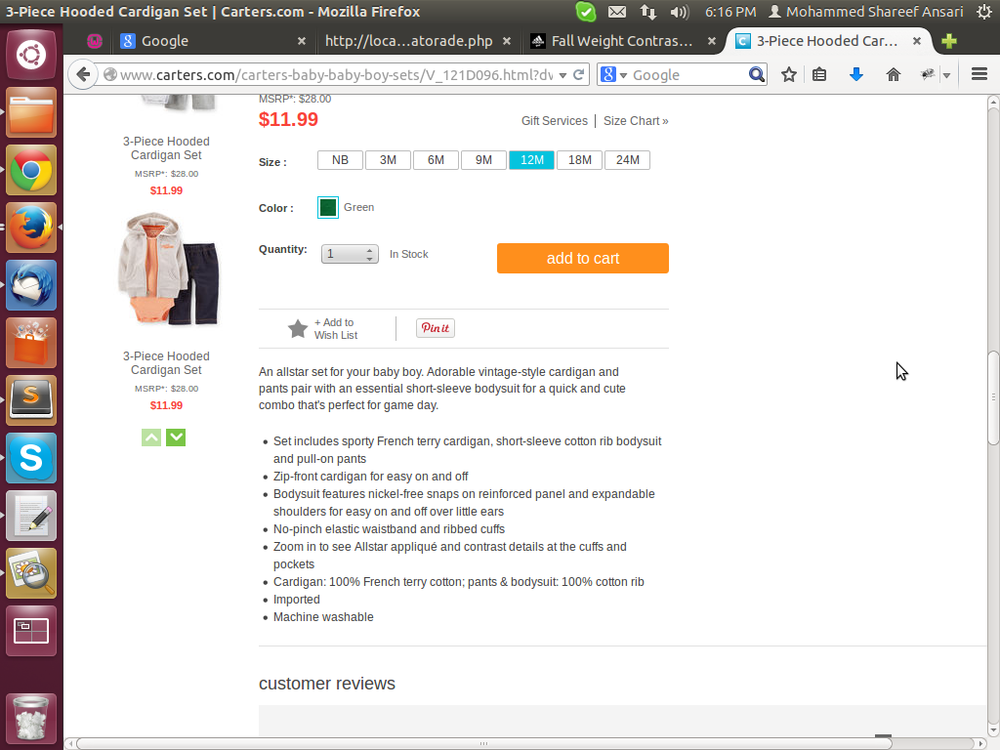 3-Piece Hooded Cardigan Set | Carters.com - Mozilla Firefox
6:16 PM
Mohammed Shareef Ansari
Google
http://loca...atorade.php
Fall Weight Contras...
3-Piece Hooded Car...
www.carters.com/carters-baby-baby-boy-sets/V_121D096.html?dv
Google
3-Piece Hooded
Cardigan Set
MSRP*: $28.00
$11.99
3-Piece Hooded
Cardigan Set
MSRP*: $28.00
$11.99
MSRP*: $28.00
$11.99
Gift Services | Size Chart »
Size : NB 3M 6M 9M 12M 18M 24M
Color : Green
Quantity: 1 In Stock
add to cart
+ Add to
Wish List
Pin it
An allstar set for your baby boy. Adorable vintage-style cardigan and
pants pair with an essential short-sleeve bodysuit for a quick and cute
combo that's perfect for game day.
• Set includes sporty French terry cardigan, short-sleeve cotton rib bodysuit
and pull-on pants
• Zip-front cardigan for easy on and off
• Bodysuit features nickel-free snaps on reinforced panel and expandable
shoulders for easy on and off over little ears
• No-pinch elastic waistband and ribbed cuffs
• Zoom in to see Allstar appliqué and contrast details at the cuffs and
pockets
• Cardigan: 100% French terry cotton; pants & bodysuit: 100% cotton rib
• Imported
• Machine washable
customer reviews